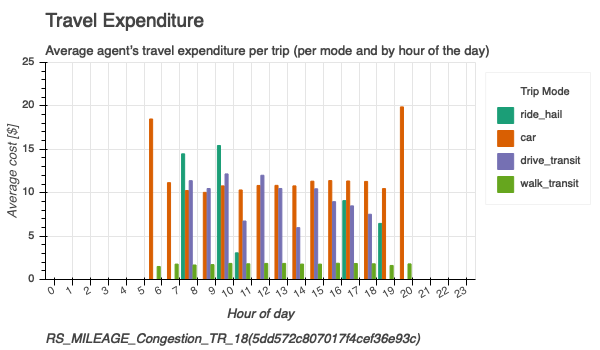 Travel Expenditure
Average agent's travel expenditure per trip (per mode and by hour of the day)
25
20
15
10
5
0
Average cost [$]
0 1 2 3 4 5 6 7 8 9 10 11 12 13 14 15 16 17 18 19 20 21 22 23
Hour of day
Trip Mode
ride_hail
car
drive_transit
walk_transit
RS_MILEAGE_Congestion_TR_18(5dd572c807017f4cef36e93c)